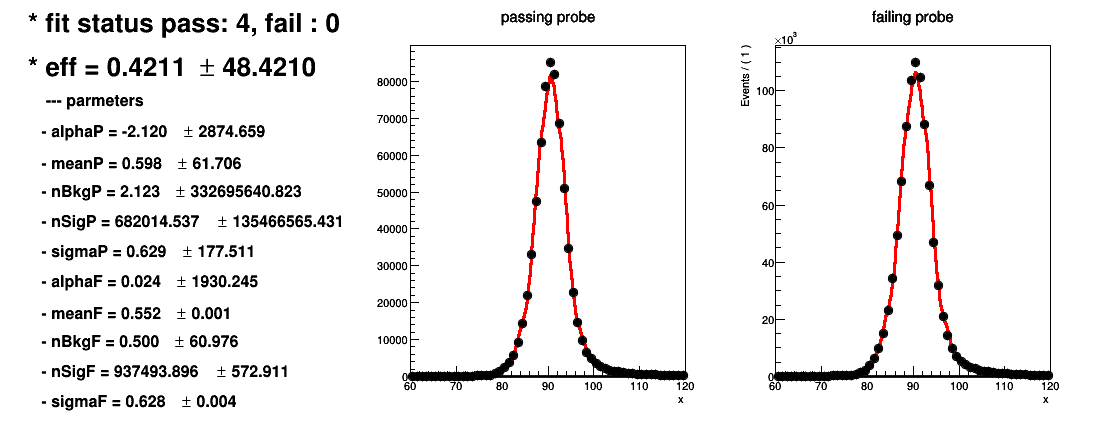 * fit status pass: 4, fail : 0
* eff = 0.4211 ± 48.4210
--- parmeters
- alphaP = -2.120 ± 2874.659
- meanP = 0.598 ± 61.706
- nBkgP = 2.123 ± 332695640.823
- nSigP = 682014.537 ± 135466565.431
- sigmaP = 0.629 ± 177.511
- alphaF = 0.024 ± 1930.245
- meanF = 0.552 ± 0.001
- nBkgF = 0.500 ± 60.976
- nSigF = 937493.896 ± 572.911
- sigmaF = 0.628 ± 0.004
passing probe
80000
70000
60000
50000
40000
30000
20000
10000
0
60 70 80 90 100 110 120
x
failing probe
×10³
Events / ( 1 )
100
80
60
40
20
0
60 70 80 90 100 110 120
x